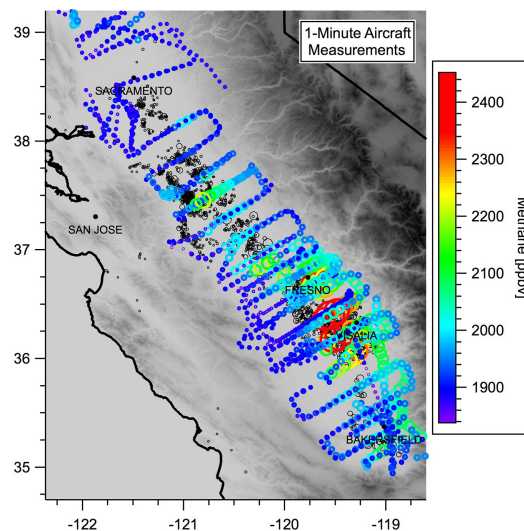 1-Minute Aircraft
Measurements
39
38
37
36
35
-122
-121
-120
-119
SACRAMENTO
SAN JOSE
FRESNO
ISALIA
BAKERSFIELD
2400
2300
2200
2100
2000
1900
Methane [ppbv]